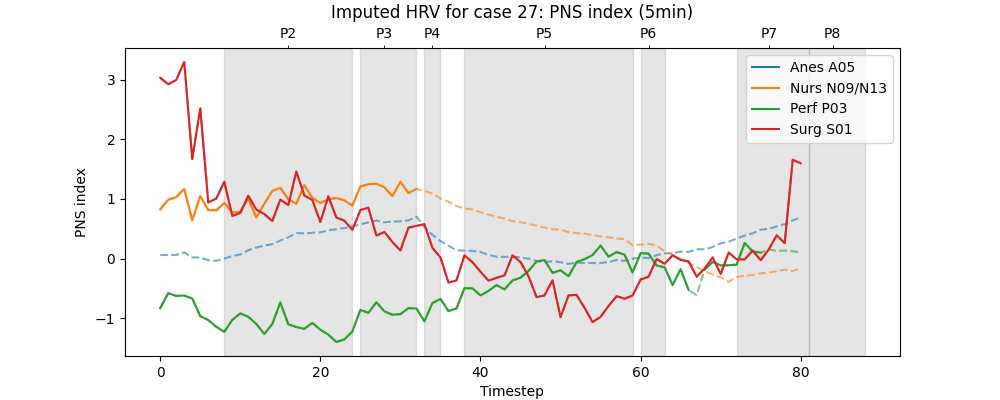 Imputed HRV for case 27: PNS index (5min)
P2 P3 P4 P5 P6 P7 P8
Anes A05
Nurs N09/N13
Perf P03
Surg S01
PNS index
3
2
1
0
−1
0 20 40 60 80
Timestep